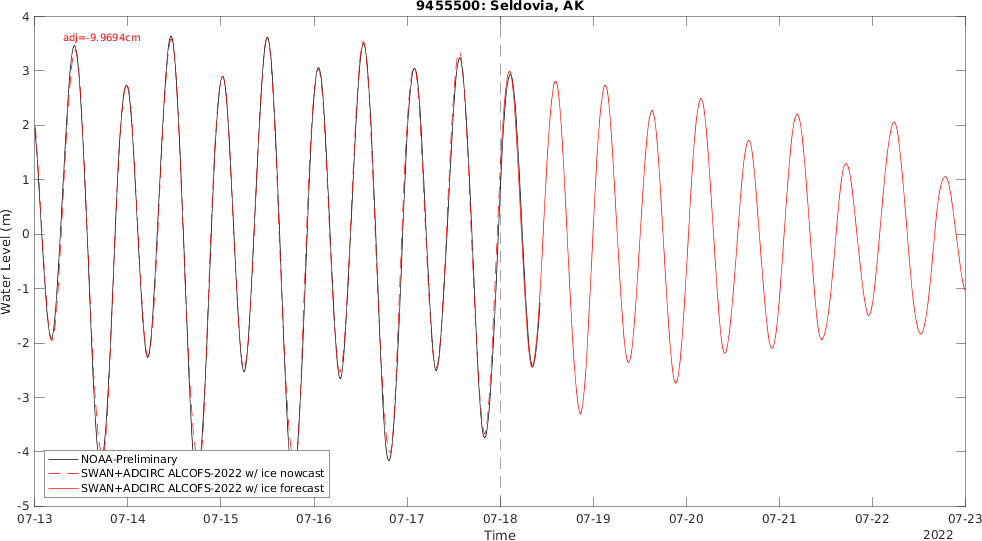 9455500: Seldovia, AK
adj=-9.9694cm
Water Level (m)
4
3
2
1
0
-1
-2
-3
-4
-5
NOAA-Preliminary
SWAN+ADCIRC ALCOFS-2022 w/ ice nowcast
SWAN+ADCIRC ALCOFS-2022 w/ ice forecast
07-13 07-14 07-15 07-16 07-17 07-18 07-19 07-20 07-21 07-22 07-23
Time
2022